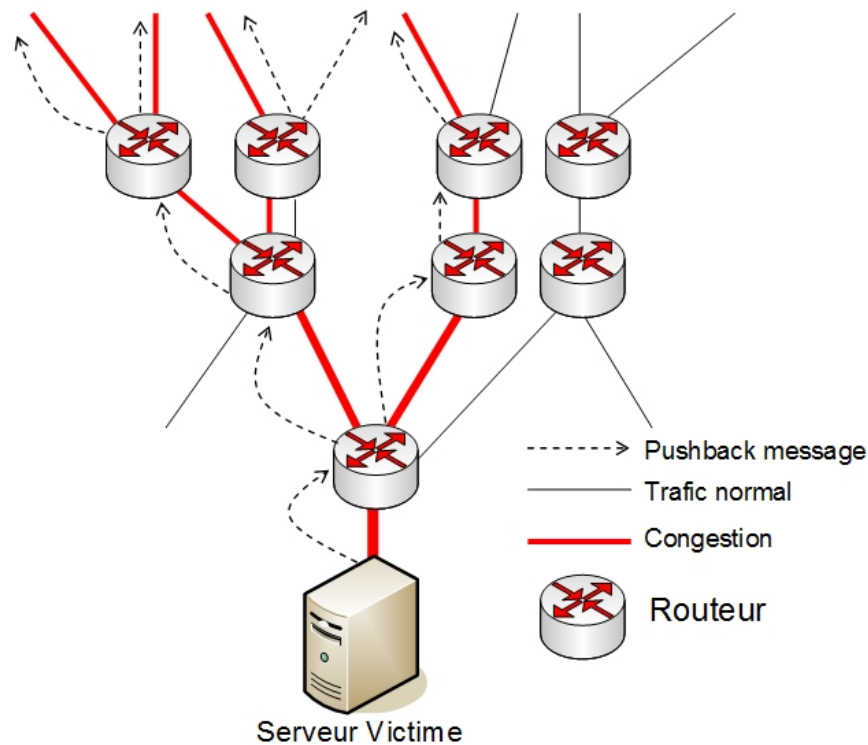 Pushback message
Trafic normal
Congestion
Routeur
Serveur Victime